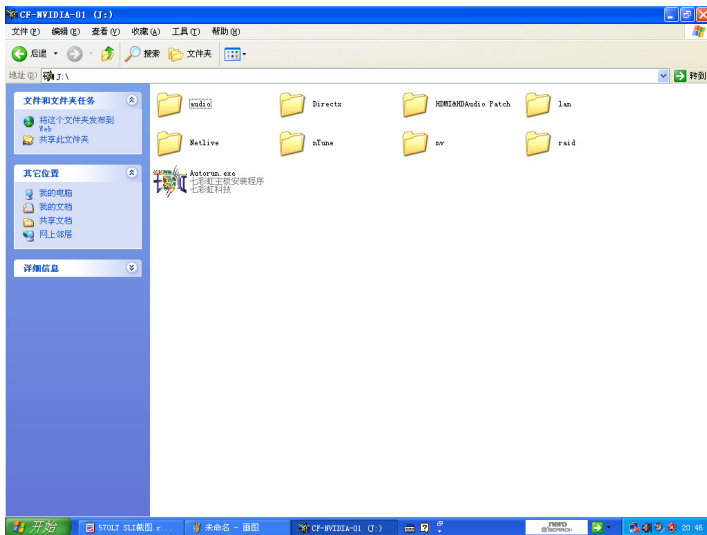 CF-NVIDIA-01 (J:)
文件(F) 编辑(E) 查看(V) 收藏(A) 工具(T) 帮助(H)
后退 搜索 文件夹
地址(D) J:\ 转到
文件和文件夹任务
将这个文件夹发布到
Web
共享此文件夹
其它位置
我的电脑
我的文档
共享文档
网上邻居
详细信息
audio Directx HDMI&HDAudio Patch lan
Netlive nTune nv raid
Autorun.exe
七彩虹主板安装程序
七彩虹科技
开始 570LT SLI截图 r... 未命名 - 画图 CF-NVIDIA-01 (J:) nero SEARCH 20:46